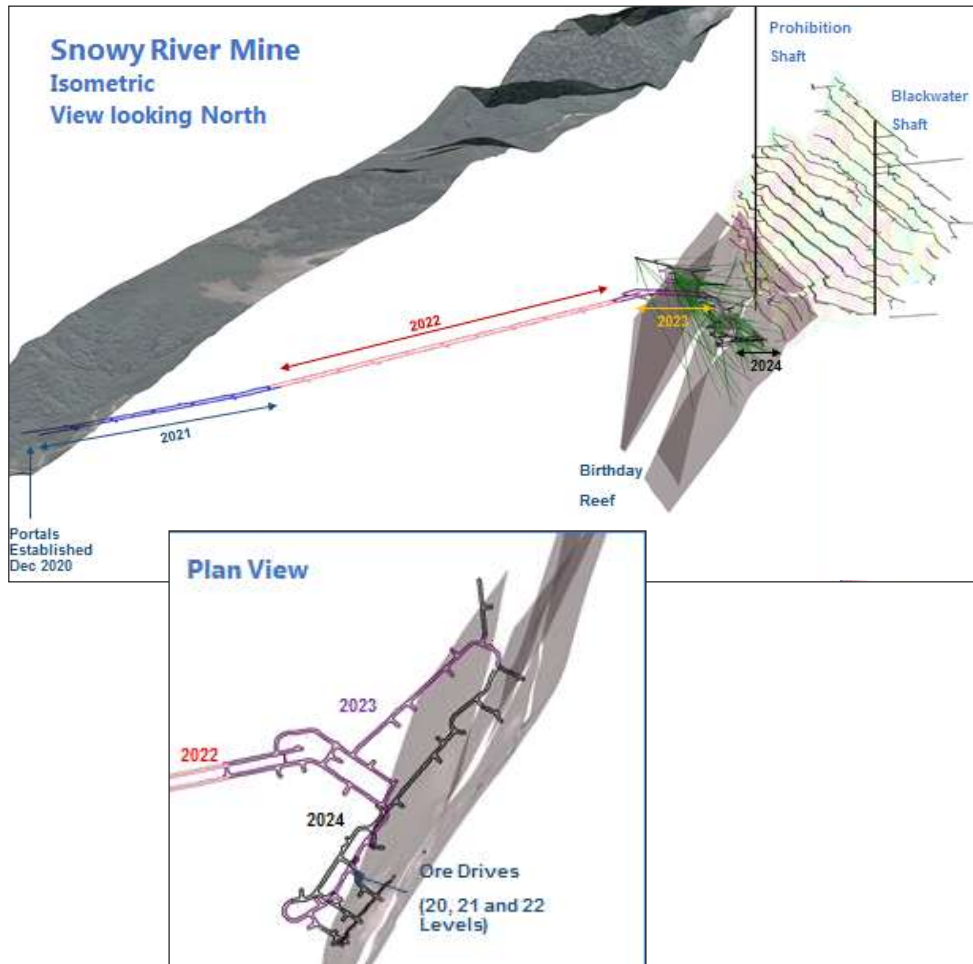 Snowy River Mine
Isometric
View looking North
Prohibition
Shaft
Blackwater
Shaft
2022
2023
2024
2021
Birthday
Reef
Portals
Established
Dec 2020
Plan View
2023
2022
2024
Ore Drives
(20, 21 and 22
Levels)